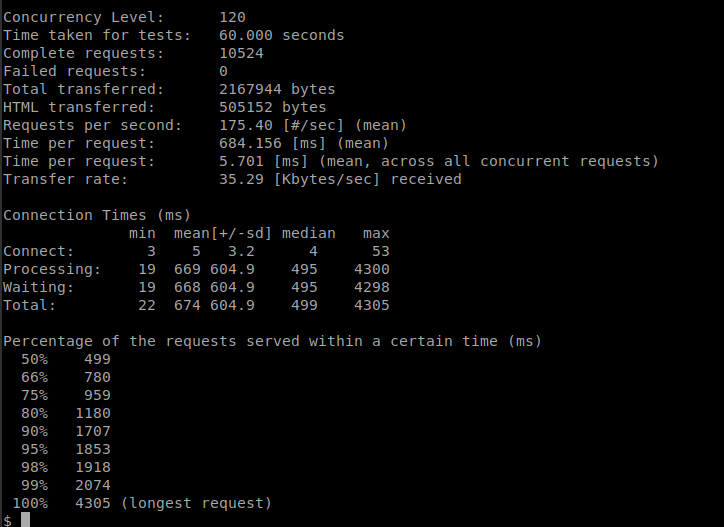 Concurrency Level:      120
Time taken for tests:   60.000 seconds
Complete requests:      10524
Failed requests:        0
Total transferred:      2167944 bytes
HTML transferred:       505152 bytes
Requests per second:    175.40 [#/sec] (mean)
Time per request:       684.156 [ms] (mean)
Time per request:       5.701 [ms] (mean, across all concurrent requests)
Transfer rate:          35.29 [Kbytes/sec] received

Connection Times (ms)
              min  mean[+/-sd] median   max
Connect:        3    5   3.2      4      53
Processing:    19  669 604.9    495    4300
Waiting:       19  668 604.9    495    4298
Total:         22  674 604.9    499    4305

Percentage of the requests served within a certain time (ms)
  50%    499
  66%    780
  75%    959
  80%   1180
  90%   1707
  95%   1853
  98%   1918
  99%   2074
 100%   4305 (longest request)
$